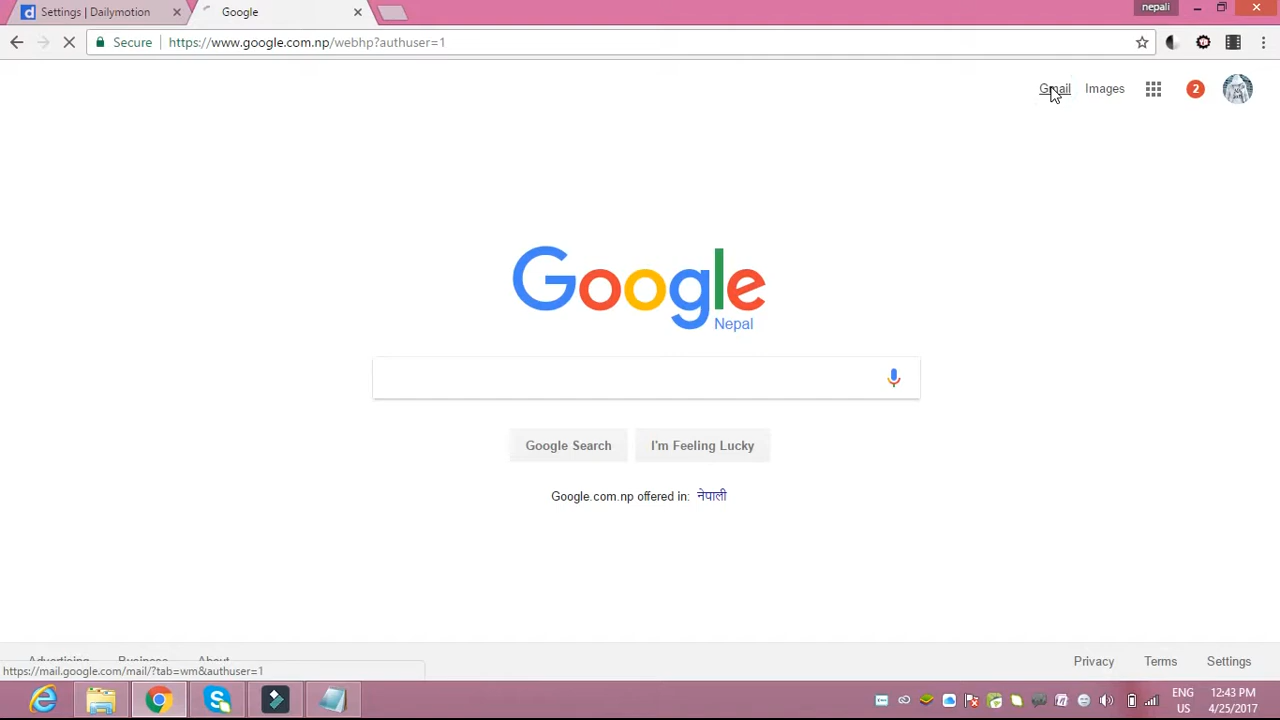 Settings | Dailymotion
Google
nepali
Secure
https://www.google.com.np/webhp?authuser=1
Gmail
Images
2
Google
Nepal
Google Search
I'm Feeling Lucky
Google.com.np offered in: नेपाली
Advertising
Business
About
Privacy
Terms
Settings
https://mail.google.com/mail/?tab=wm&authuser=1
ENG
12:43 PM
US
4/25/2017